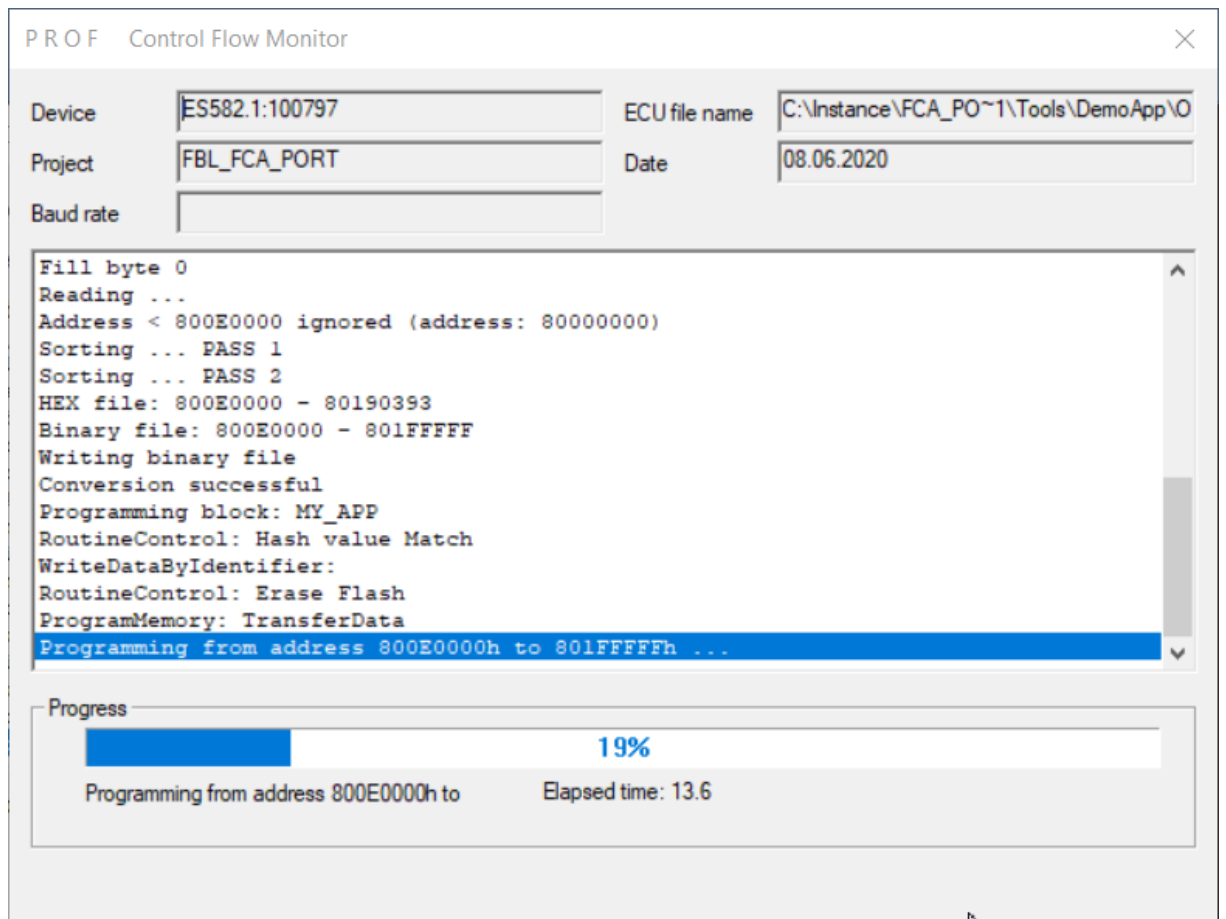 PROF Control Flow Monitor
Device ES582.1:100797 ECU file name C:\Instance\FCA_PO~1\Tools\DemoApp\O
Project FBL_FCA_PORT Date 08.06.2020
Baud rate
Fill byte 0
Reading ...
Address < 800E0000 ignored (address: 80000000)
Sorting ... PASS 1
Sorting ... PASS 2
HEX file: 800E0000 - 80190393
Binary file: 800E0000 - 801FFFFF
Writing binary file
Conversion successful
Programming block: MY_APP
RoutineControl: Hash value Match
WriteDataByIdentifier:
RoutineControl: Erase Flash
ProgramMemory: TransferData
Programming from address 800E0000h to 801FFFFFh ...
Progress
19%
Programming from address 800E0000h to Elapsed time: 13.6